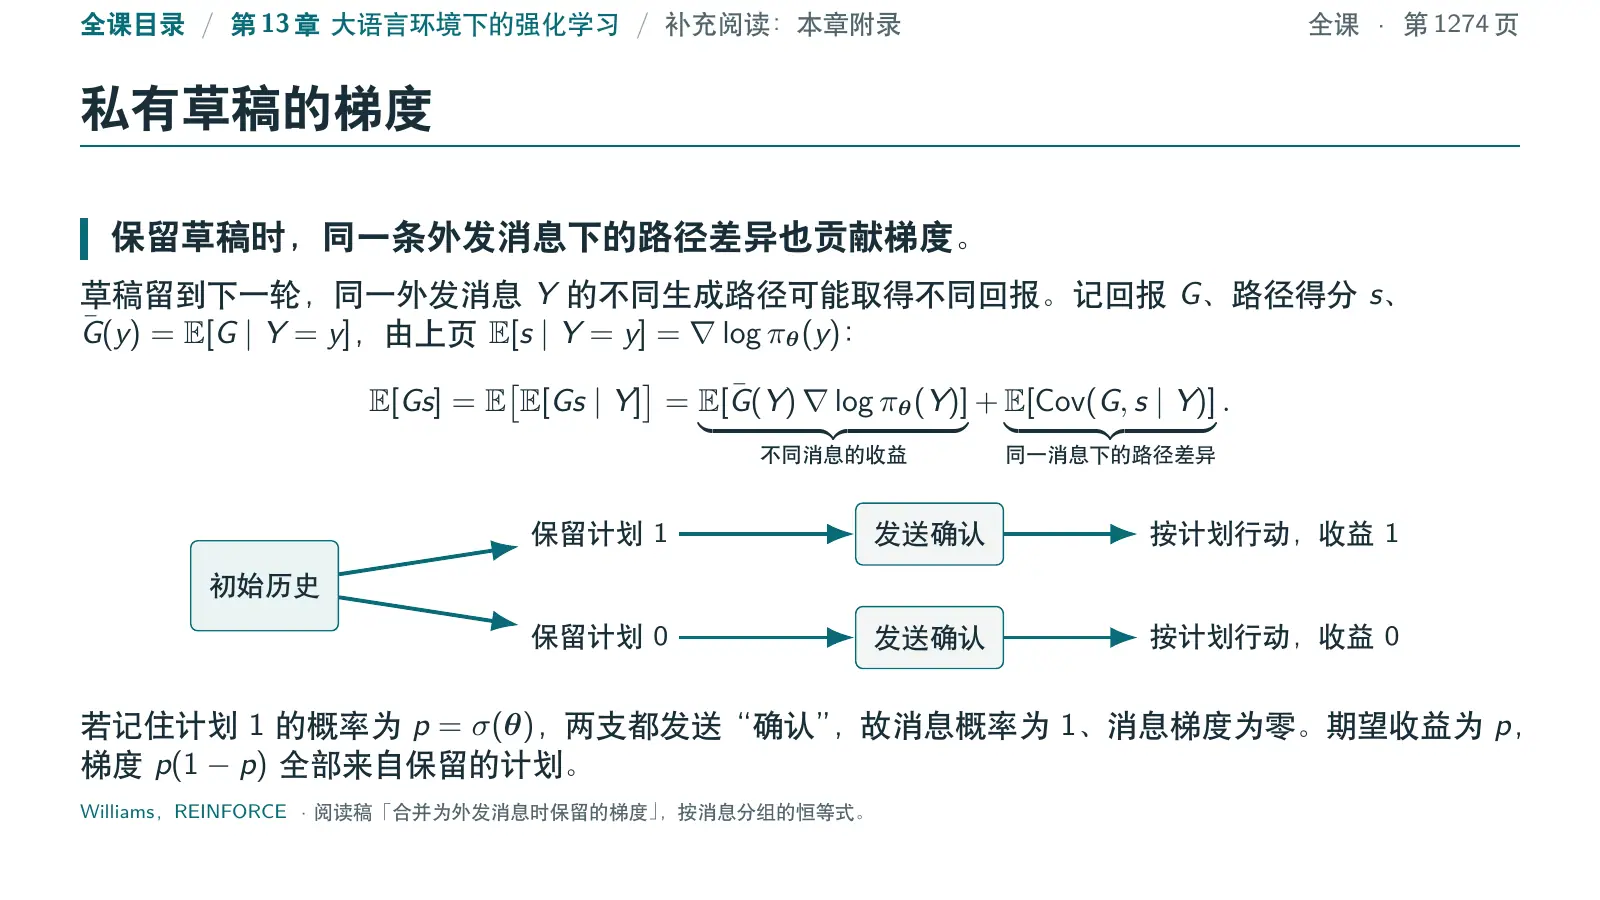 全课目录 / 第 13 章 大语言环境下的强化学习 / 补充阅读：本章附录
全课 · 第 1274 页
私有草稿的梯度
保留草稿时，同一条外发消息下的路径差异也贡献梯度。
草稿留到下一轮，同一外发消息 Y 的不同生成路径可能取得不同回报。记回报 G、路径得分 s、
Ḡ(y) = 𝔼[G | Y = y]，由上页 𝔼[s | Y = y] = ∇ log π_θ(y)：
𝔼[Gs] = 𝔼[𝔼[Gs | Y]] = 𝔼[Ḡ(Y) ∇ log π_θ(Y)] + 𝔼[Cov(G, s | Y)].
不同消息的收益
同一消息下的路径差异
初始历史
保留计划 1
发送确认
按计划行动，收益 1
保留计划 0
发送确认
按计划行动，收益 0
若记住计划 1 的概率为 p = σ(θ)，两支都发送 “确认”，故消息概率为 1、消息梯度为零。期望收益为 p，
梯度 p(1 − p) 全部来自保留的计划。
Williams，REINFORCE · 阅读稿「合并为外发消息时保留的梯度」，按消息分组的恒等式。